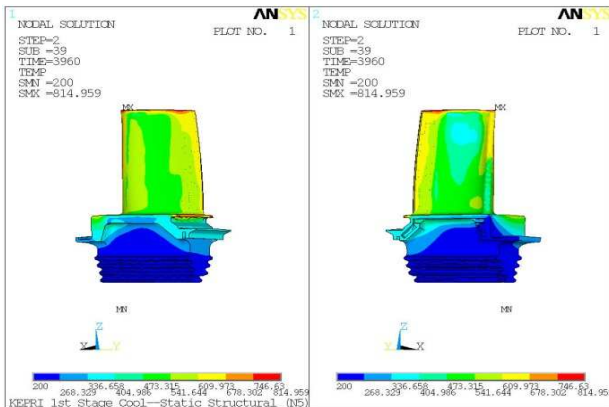 1
ANSYS
NODAL SOLUTION
PLOT NO. 1
STEP=2
SUB =39
TIME=3960
TEMP
SMN =200
SMX =814.959
MX
MN
Z
X Y
200 336.658 473.315 609.973 746.63
268.329 404.986 541.644 678.302 814.959
KEPRI 1st Stage Cool--Static Structural (N5)
2
ANSYS
NODAL SOLUTION
PLOT NO. 1
STEP=2
SUB =39
TIME=3960
TEMP
SMN =200
SMX =814.959
MX
MN
Z
Y X
200 336.658 473.315 609.973 746.63
268.329 404.986 541.644 678.302 814.959